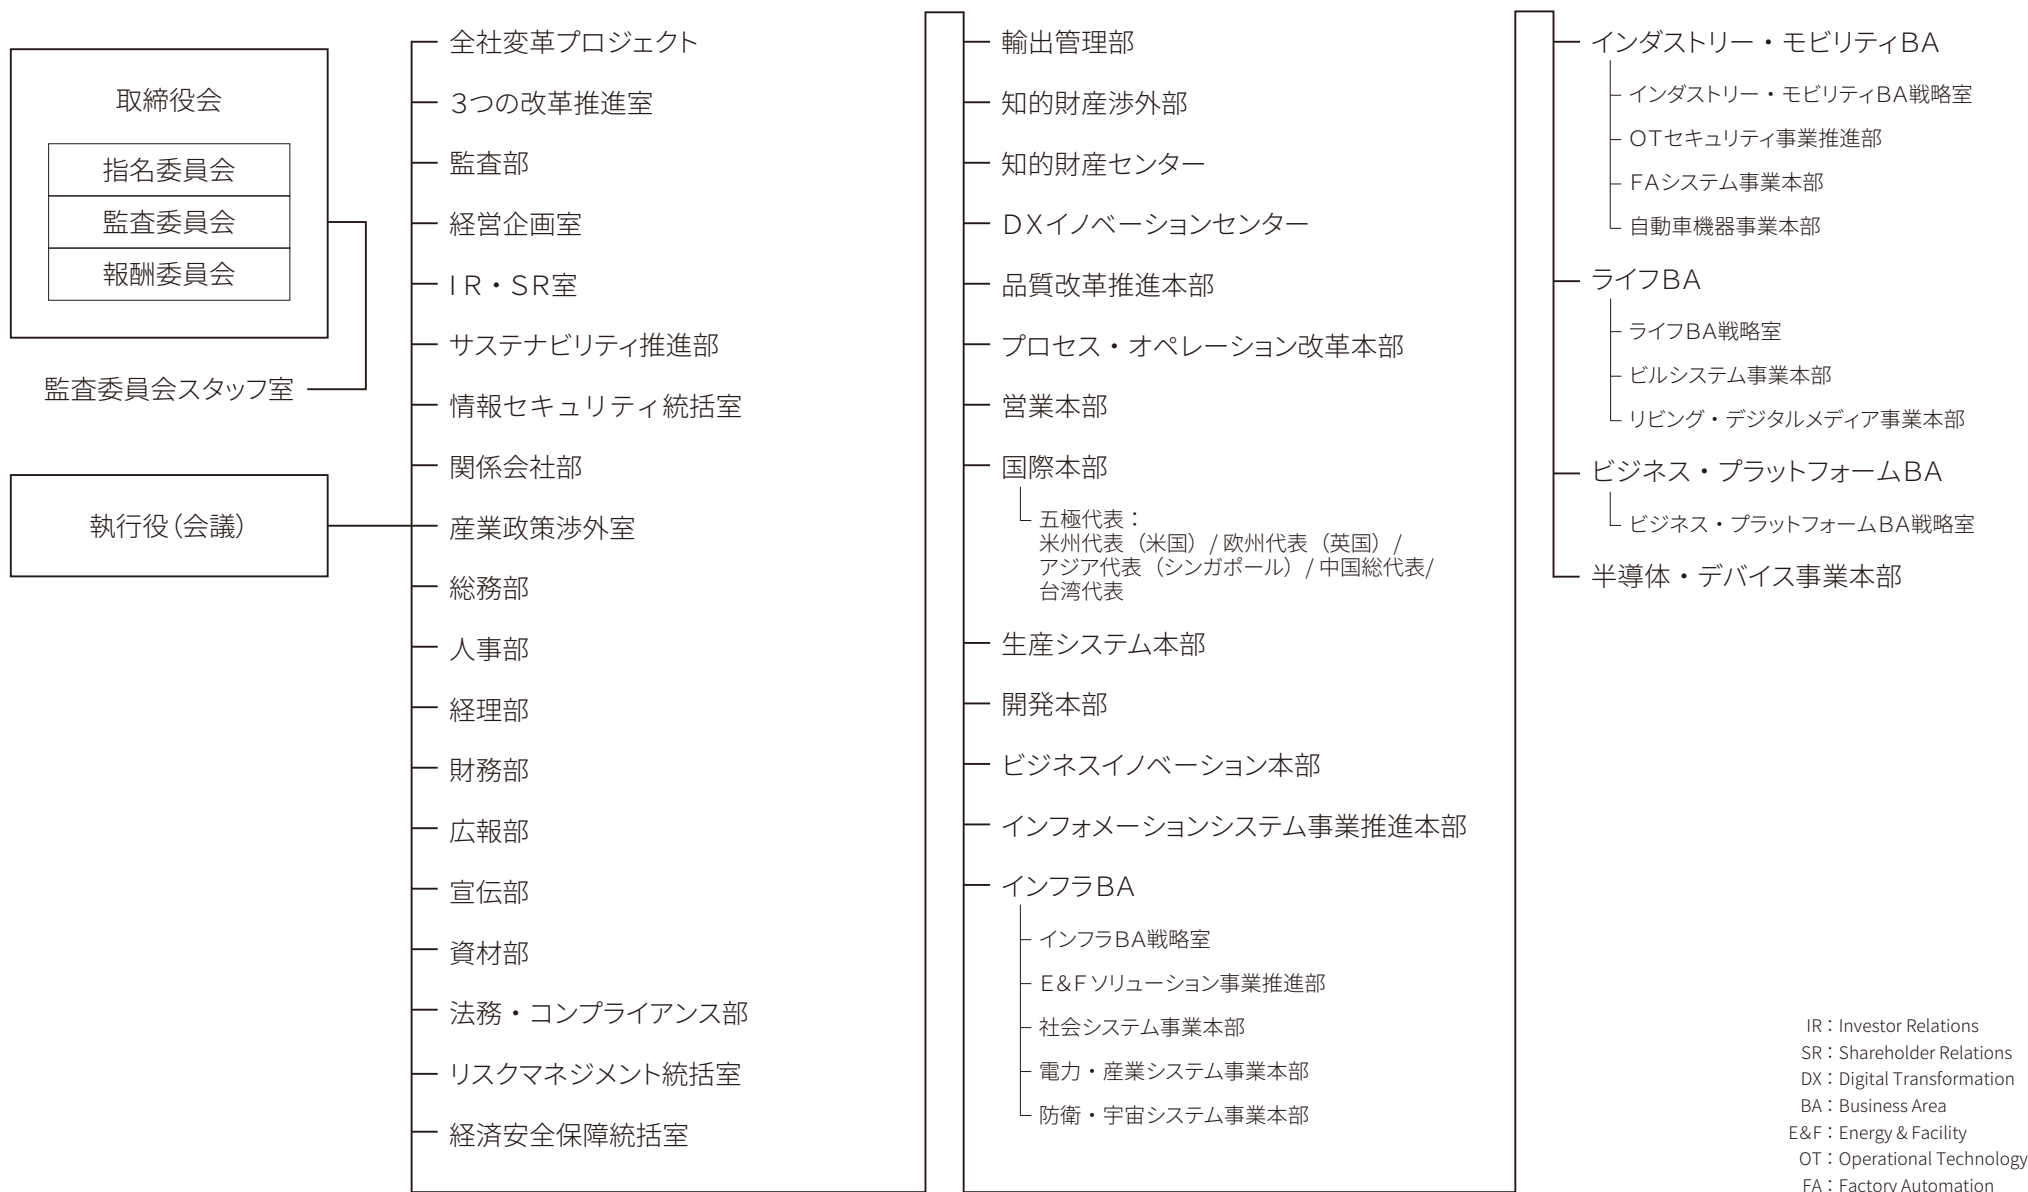 取締役会
指名委員会
監査委員会
報酬委員会
監査委員会スタッフ室
執行役(会議)
全社変革プロジェクト
3つの改革推進室
監査部
経営企画室
IR・SR室
サステナビリティ推進部
情報セキュリティ統括室
関係会社部
産業政策渉外室
総務部
人事部
経理部
財務部
広報部
宣伝部
資材部
法務・コンプライアンス部
リスクマネジメント統括室
経済安全保障統括室
輸出管理部
知的財産渉外部
知的財産センター
DXイノベーションセンター
品質改革推進本部
プロセス・オペレーション改革本部
営業本部
国際本部
五極代表：
米州代表（米国）/ 欧州代表（英国）/
アジア代表（シンガポール）/ 中国総代表/
台湾代表
生産システム本部
開発本部
ビジネスイノベーション本部
インフォメーションシステム事業推進本部
インフラBA
インフラBA戦略室
E&Fソリューション事業推進部
社会システム事業本部
電力・産業システム事業本部
防衛・宇宙システム事業本部
インダストリー・モビリティBA
インダストリー・モビリティBA戦略室
OTセキュリティ事業推進部
FAシステム事業本部
自動車機器事業本部
ライフBA
ライフBA戦略室
ビルシステム事業本部
リビング・デジタルメディア事業本部
ビジネス・プラットフォームBA
ビジネス・プラットフォームBA戦略室
半導体・デバイス事業本部
IR：Investor Relations
SR：Shareholder Relations
DX：Digital Transformation
BA：Business Area
E&F：Energy & Facility
OT：Operational Technology
FA：Factory Automation